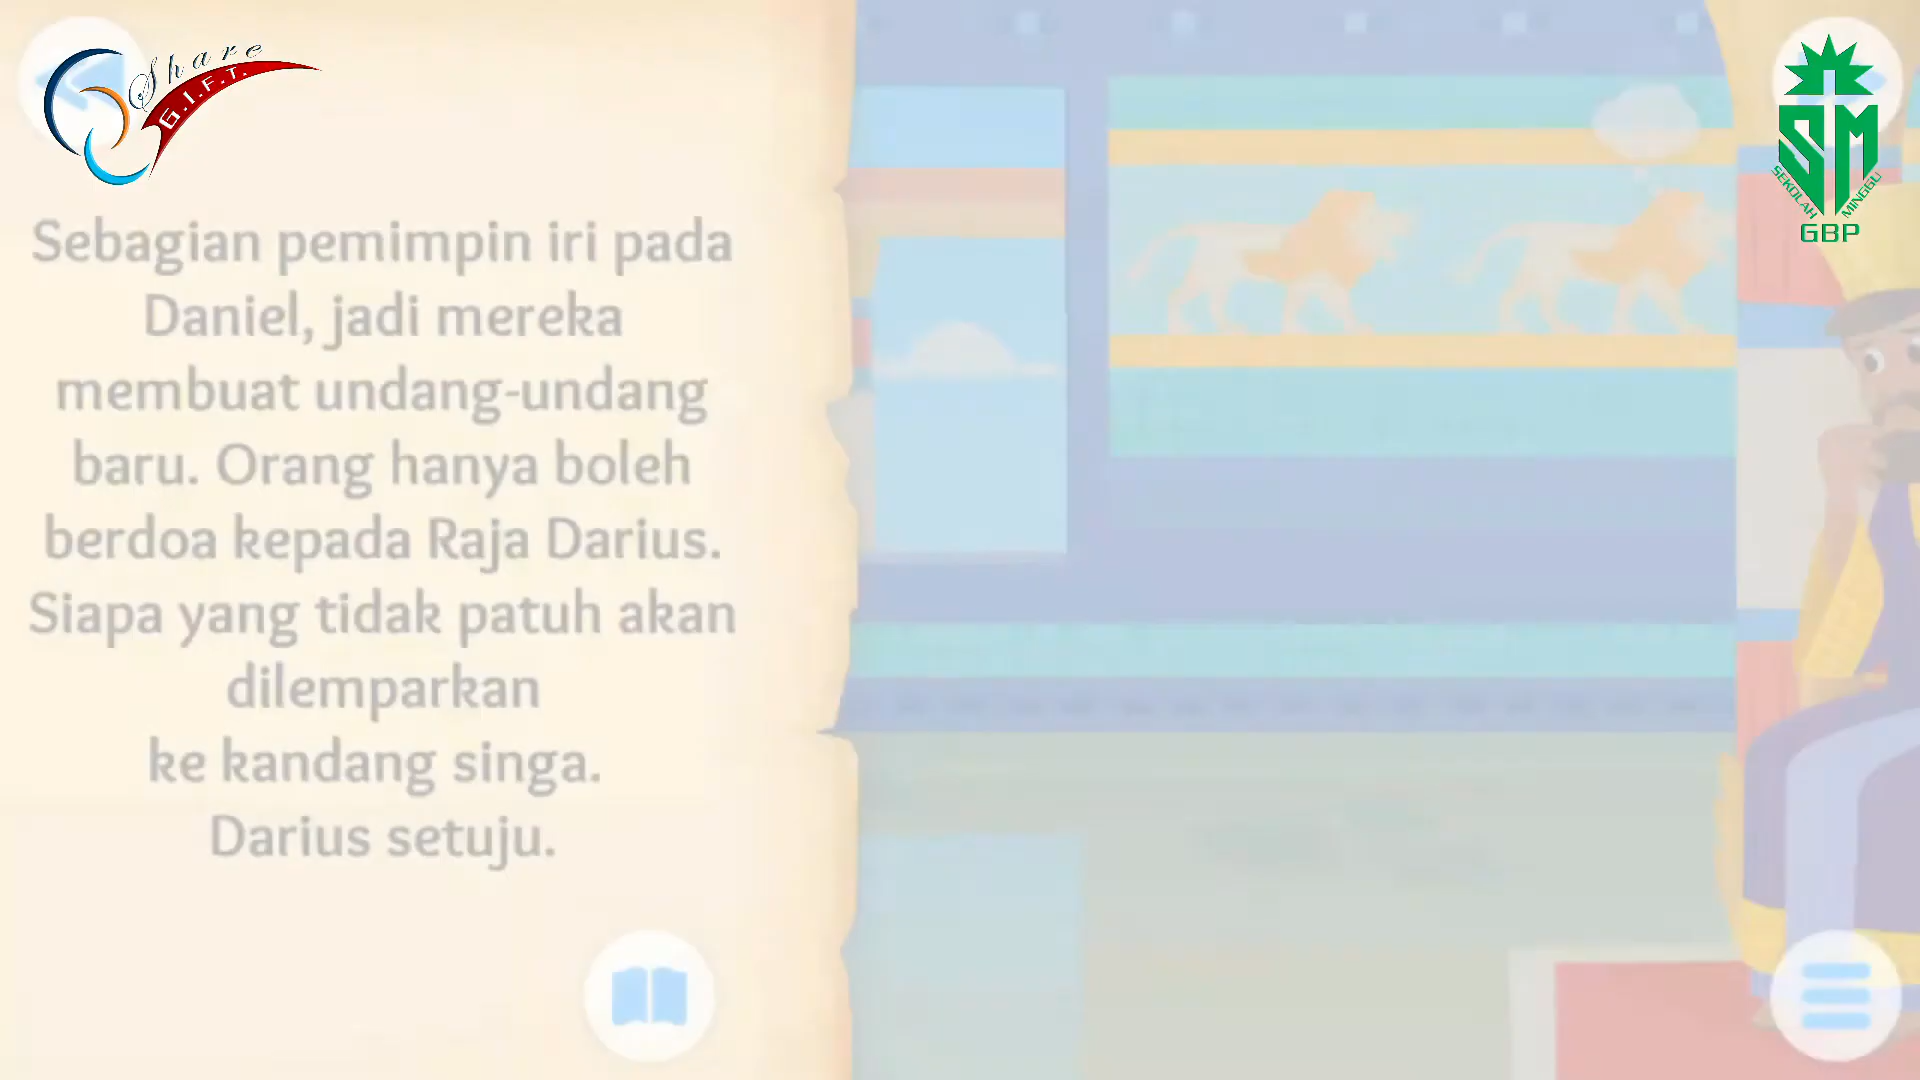 Share
G.I.F.T.
SM
SEKOLAH MINGGU
GBP
Sebagian pemimpin iri pada
Daniel, jadi mereka
membuat undang-undang
baru. Orang hanya boleh
berdoa kepada Raja Darius.
Siapa yang tidak patuh akan
dilemparkan
ke kandang singa.
Darius setuju.